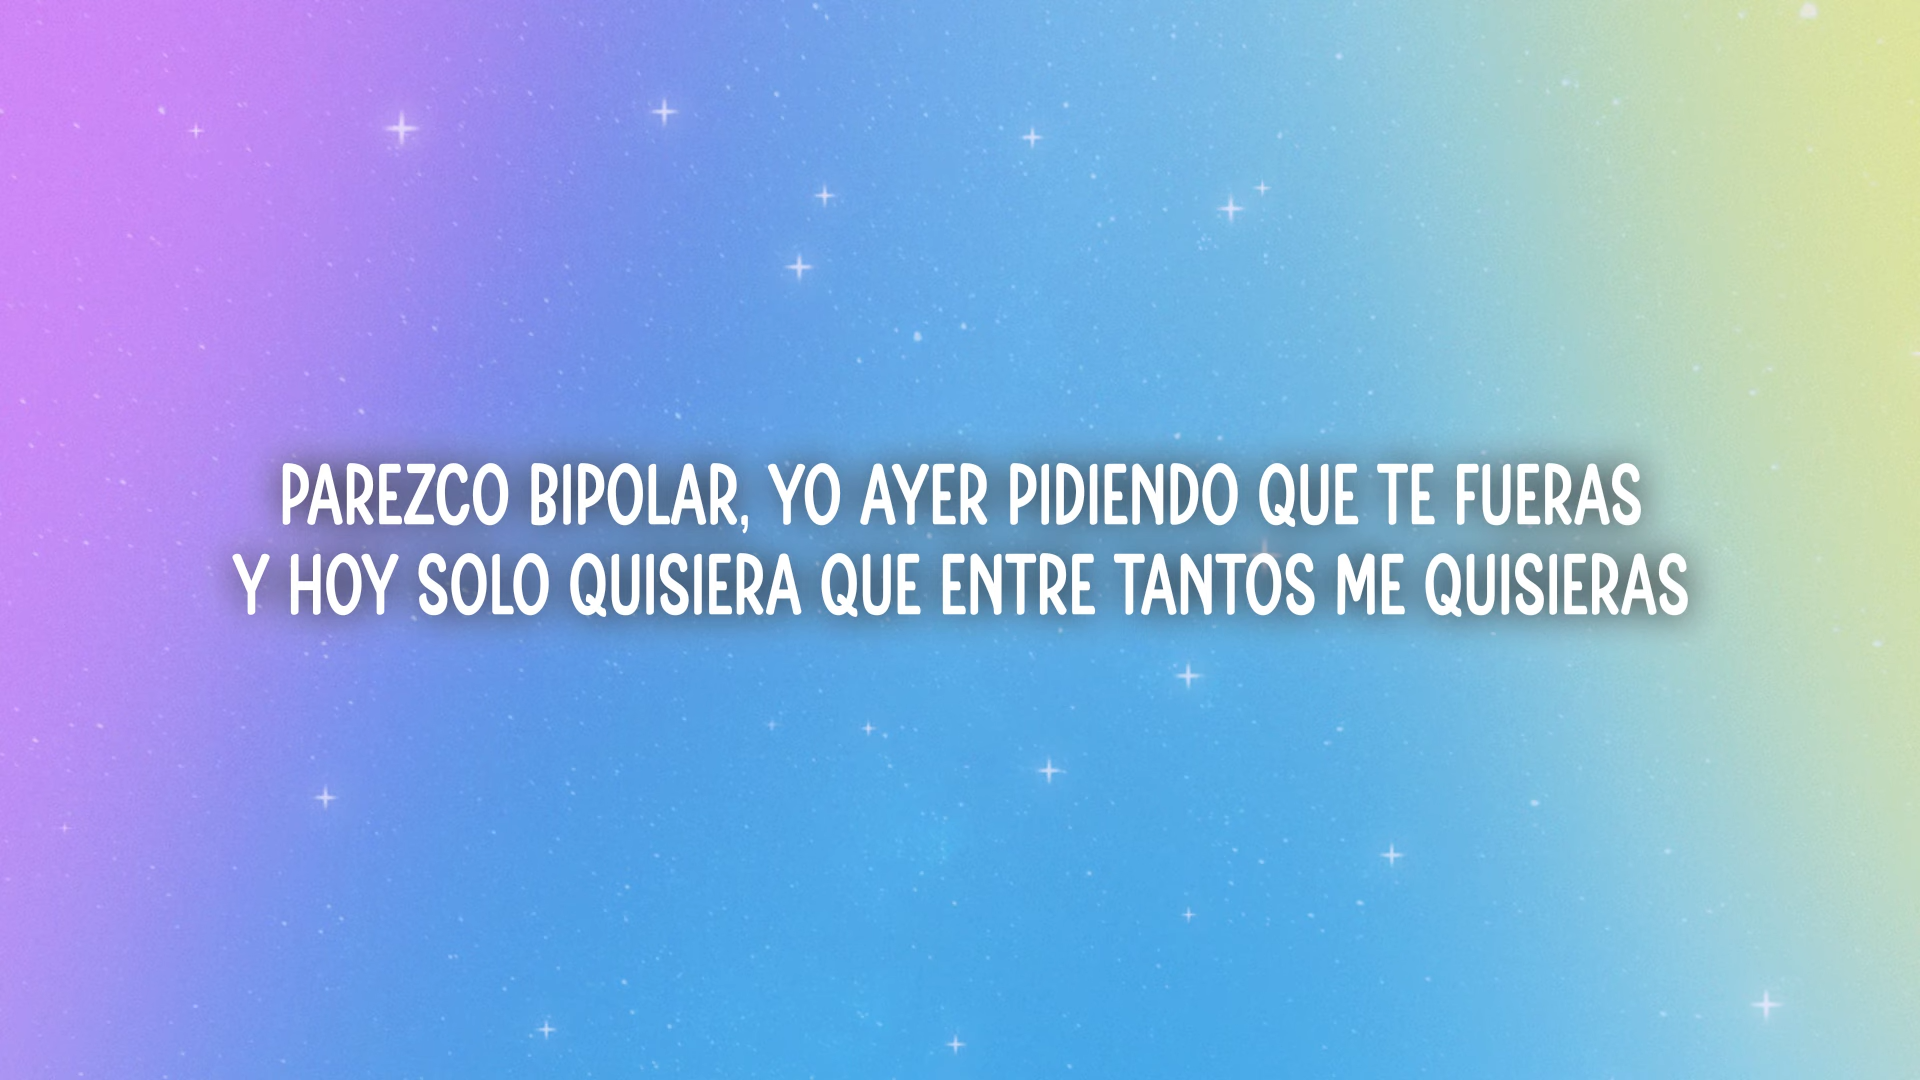 PAREZCO BIPOLAR, YO AYER PIDIENDO QUE TE FUERAS
Y HOY SOLO QUISIERA QUE ENTRE TANTOS ME QUISIERAS